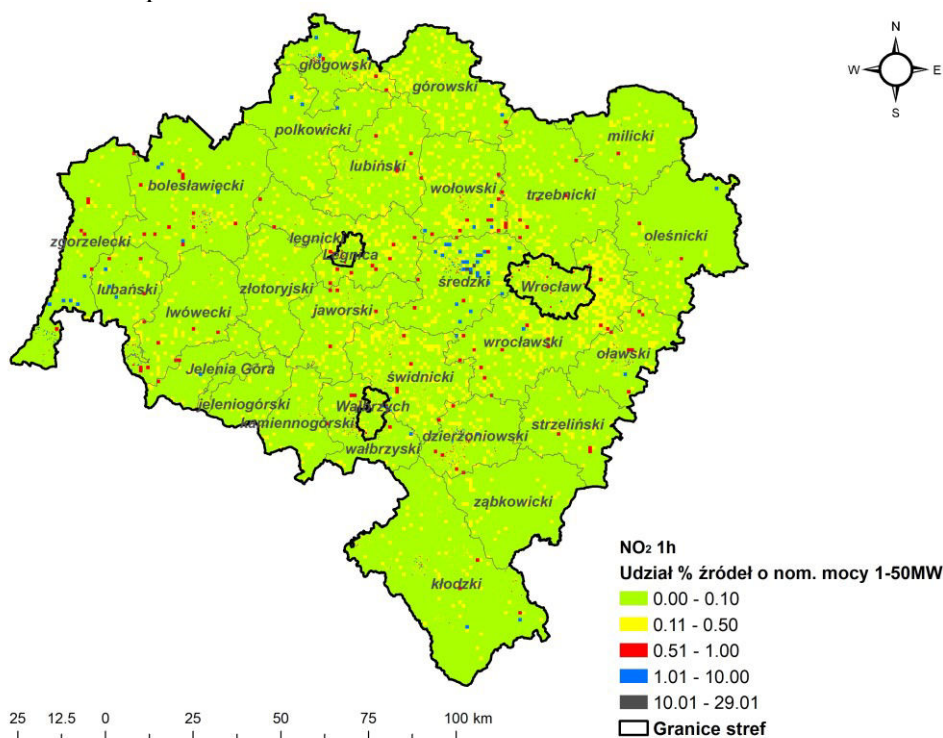 N
W E
S
głogowski
górowski
polkowicki
milicki
lubiński
bolesławiecki
wołowski
trzebnicki
zgorzelecki
legnicki
Legnica
oleśnicki
lubański
złotoryjski
średzki
Wrocław
lwówecki
jaworski
wrocławski
oławski
Jelenia Góra
świdnicki
jeleniogórski
Wałbrzych
kamiennogórski
dzierżoniowski
strzeliński
wałbrzyski
ząbkowicki
kłodzki
NO₂ 1h
Udział % źródeł o nom. mocy 1-50MW
0.00 - 0.10
0.11 - 0.50
0.51 - 1.00
1.01 - 10.00
10.01 - 29.01
Granice stref
25 12.5 0 25 50 75 100 km